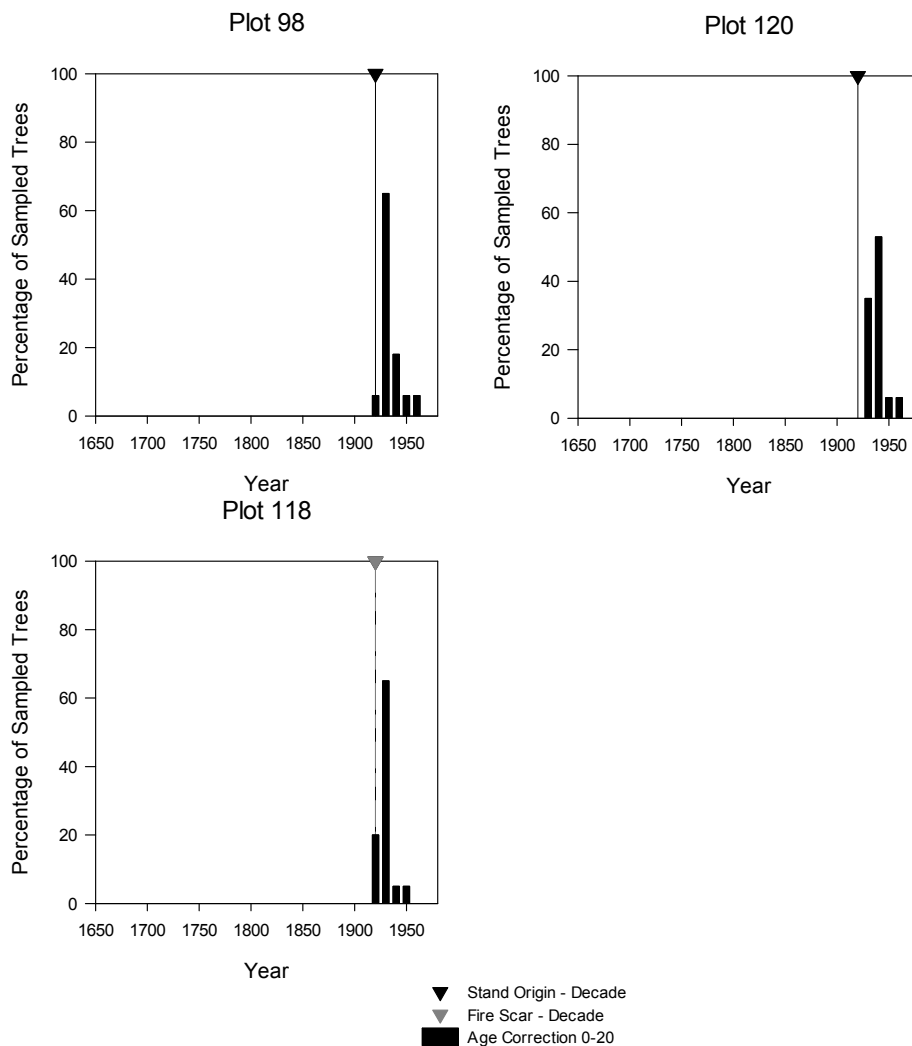 Plot 98
Percentage of Sampled Trees
100
80
60
40
20
0
1650 1700 1750 1800 1850 1900 1950
Year
Plot 120
Percentage of Sampled Trees
100
80
60
40
20
0
1650 1700 1750 1800 1850 1900 1950
Year
Plot 118
Percentage of Sampled Trees
100
80
60
40
20
0
1650 1700 1750 1800 1850 1900 1950
Year
Stand Origin - Decade
Fire Scar - Decade
Age Correction 0-20